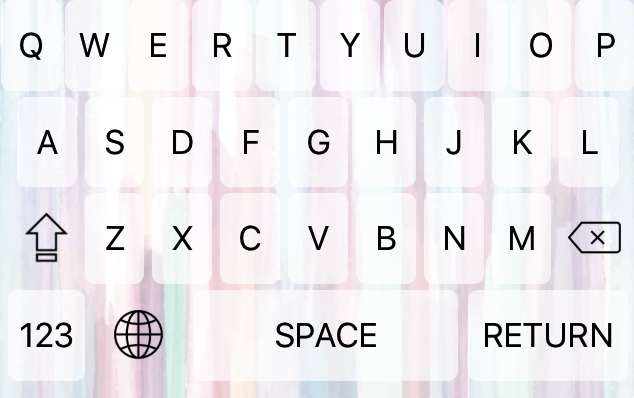 Q W E R T Y U I O P
A S D F G H J K L
Z X C V B N M
123 SPACE RETURN